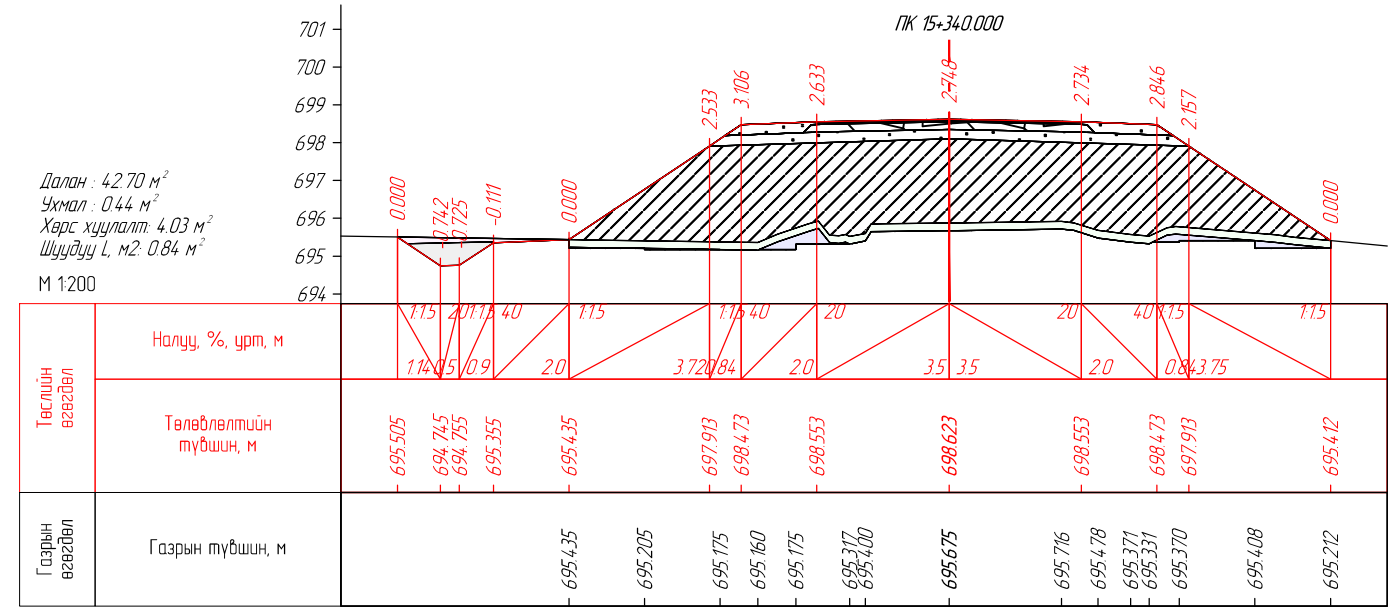 ПК 15+340.000
701
700
699
698
697
696
695
694
0.000
-0.742
-0.725
-0.111
0.000
2.533
3.106
2.633
2.748
2.734
2.846
2.157
0.000
Далан : 42.70 м²
Ухмал : 0.44 м²
Хөрс хуулалт: 4.03 м²
Шуудуу L, м2: 0.84 м²
М 1:200
Төслийн өгөгдөл
Налуу, %, урт, м
1:1.5 20 1:1.5 40 1:1.5 1:1.5 40 20 20 40 1:1.5 1:1.5
1.14 0.5 0.9 2.0 3.72 0.84 2.0 3.5 3.5 2.0 0.84 3.75
Төлөвлөлтийн
түвшин, м
695.505 694.745 694.755 695.355 695.435 697.913 698.473 698.553 698.623 698.553 698.473 697.913 695.412
Газрын өгөгдөл
Газрын түвшин, м
695.435 695.205 695.175 695.160 695.175 695.317 695.400 695.675 695.716 695.478 695.371 695.331 695.370 695.408 695.212